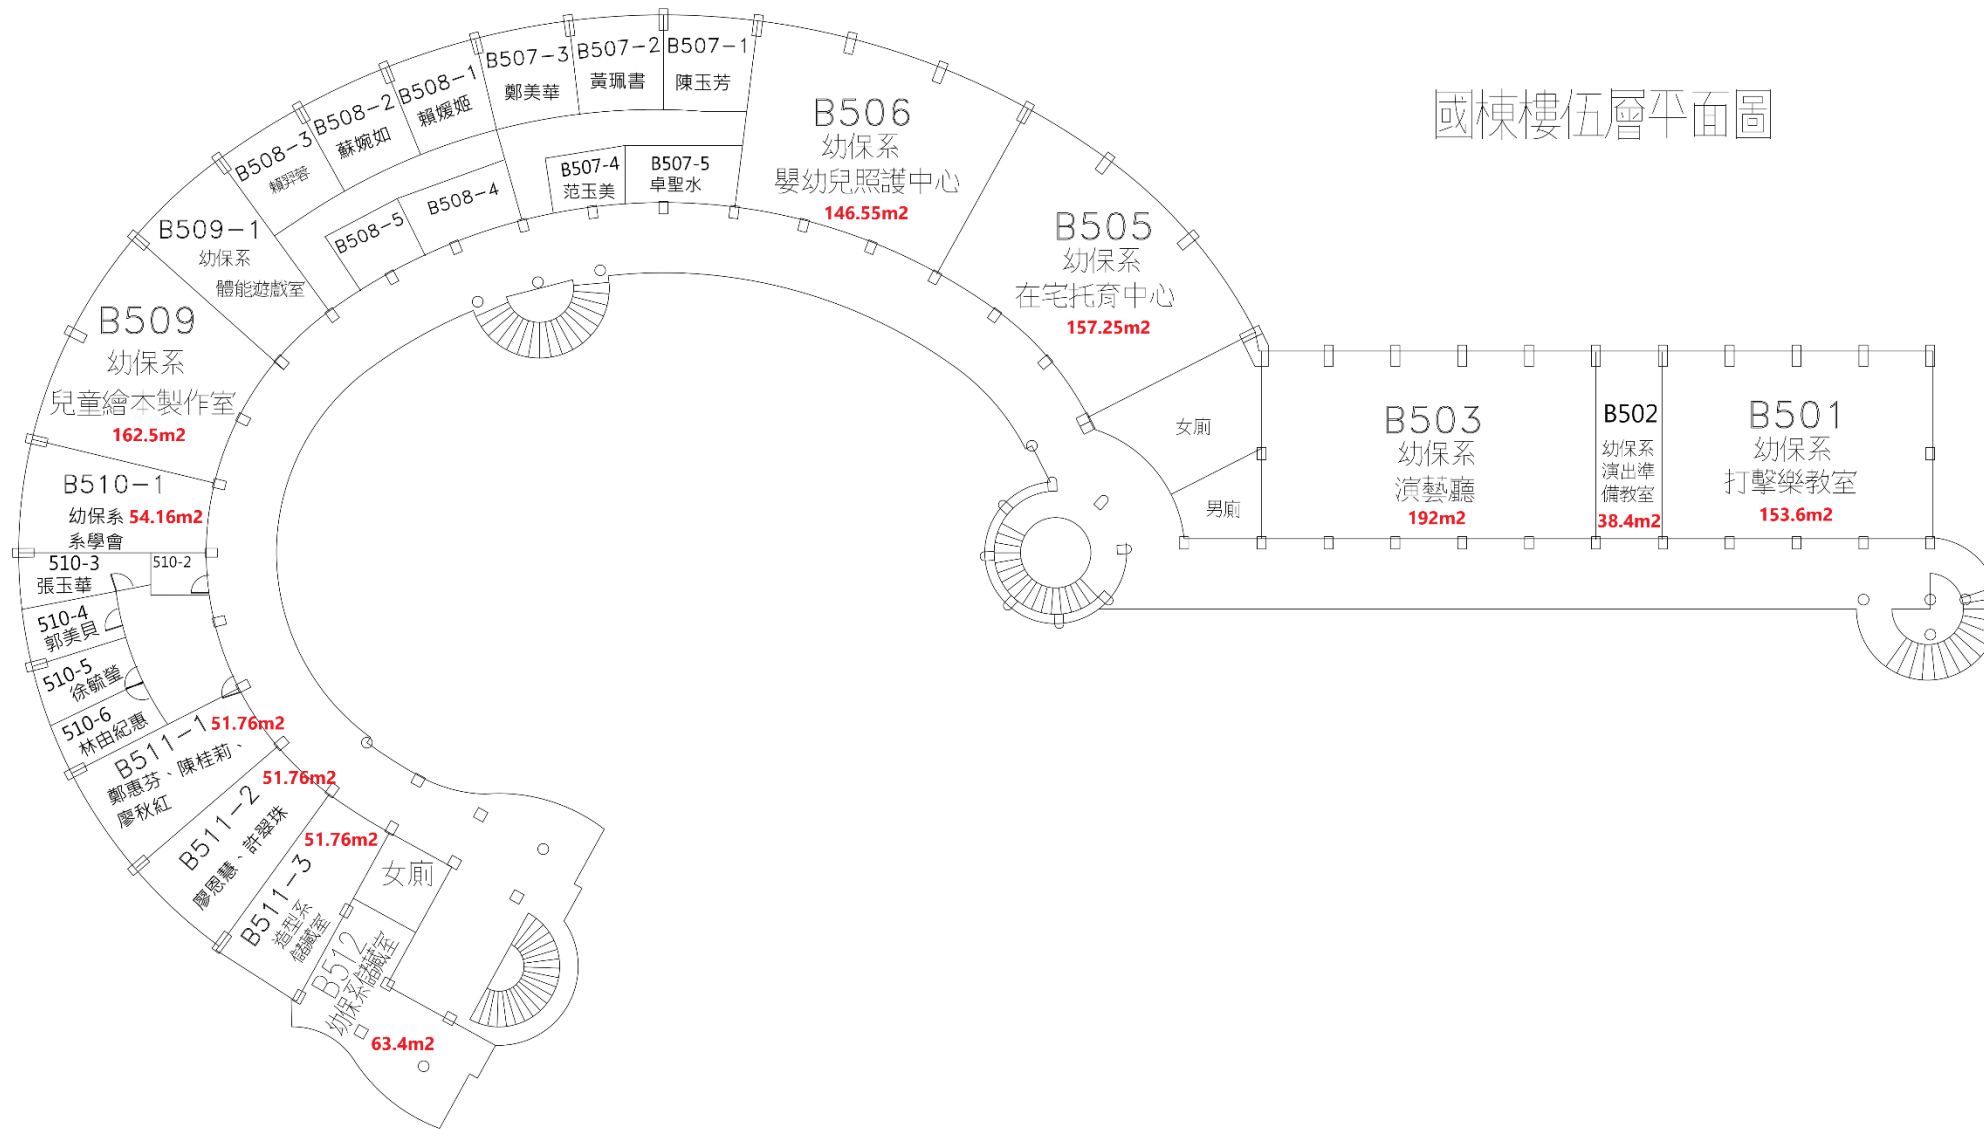 國棟樓伍層平面圖
B507-3
鄭美華
B507-2
黃珮書
B507-1
陳玉芳
B508-1
賴媛姬
B508-2
蘇婉如
B508-3
賴羿蓉
B507-4
范玉美
B507-5
卓聖水
B508-4
B508-5
B506
幼保系
嬰幼兒照護中心
146.55m2
B505
幼保系
在宅托育中心
157.25m2
B509-1
幼保系
體能遊戲室
B509
幼保系
兒童繪本製作室
162.5m2
女廁
男廁
B503
幼保系
演藝廳
192m2
B502
幼保系
演出準
備教室
38.4m2
B501
幼保系
打擊樂教室
153.6m2
B510-1
幼保系 54.16m2
系學會
510-3
張玉華
510-2
510-4
郭美貝
510-5
徐毓瑩
510-6
林由紀惠
B511-1 51.76m2
鄭惠芬、陳桂莉、
廖秋紅
B511-2
51.76m2
廖恩慧、許翠珠
B511-3
51.76m2
造型系
儲藏室
女廁
B512
幼保系儲藏室
63.4m2